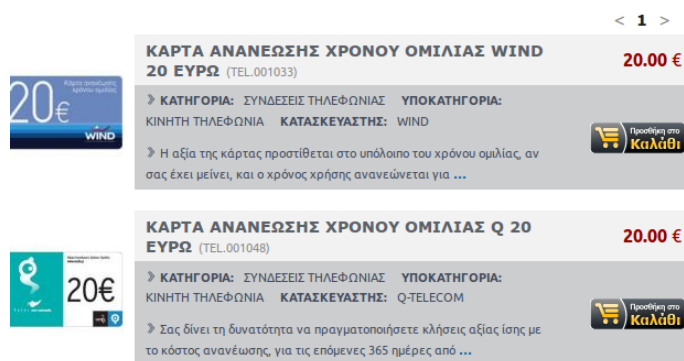 < 1 >
ΚΑΡΤΑ ΑΝΑΝΕΩΣΗΣ ΧΡΟΝΟΥ ΟΜΙΛΙΑΣ WIND
20 ΕΥΡΩ (TEL.001033)
20.00 €
Κάρτα ανανέωσης
χρόνου ομιλίας
20€
WIND
» ΚΑΤΗΓΟΡΙΑ: ΣΥΝΔΕΣΕΙΣ ΤΗΛΕΦΩΝΙΑΣ ΥΠΟΚΑΤΗΓΟΡΙΑ:
ΚΙΝΗΤΗ ΤΗΛΕΦΩΝΙΑ ΚΑΤΑΣΚΕΥΑΣΤΗΣ: WIND
Προσθήκη στο
Καλάθι
» Η αξία της κάρτας προστίθεται στο υπόλοιπο του χρόνου ομιλίας, αν
σας έχει μείνει, και ο χρόνος χρήσης ανανεώνεται για ...
ΚΑΡΤΑ ΑΝΑΝΕΩΣΗΣ ΧΡΟΝΟΥ ΟΜΙΛΙΑΣ Q 20
ΕΥΡΩ (TEL.001048)
20.00 €
20€
» ΚΑΤΗΓΟΡΙΑ: ΣΥΝΔΕΣΕΙΣ ΤΗΛΕΦΩΝΙΑΣ ΥΠΟΚΑΤΗΓΟΡΙΑ:
ΚΙΝΗΤΗ ΤΗΛΕΦΩΝΙΑ ΚΑΤΑΣΚΕΥΑΣΤΗΣ: Q-TELECOM
Προσθήκη στο
Καλάθι
» Σας δίνει τη δυνατότητα να πραγματοποιήσετε κλήσεις αξίας ίσης με
το κόστος ανανέωσης, για τις επόμενες 365 ημέρες από ...